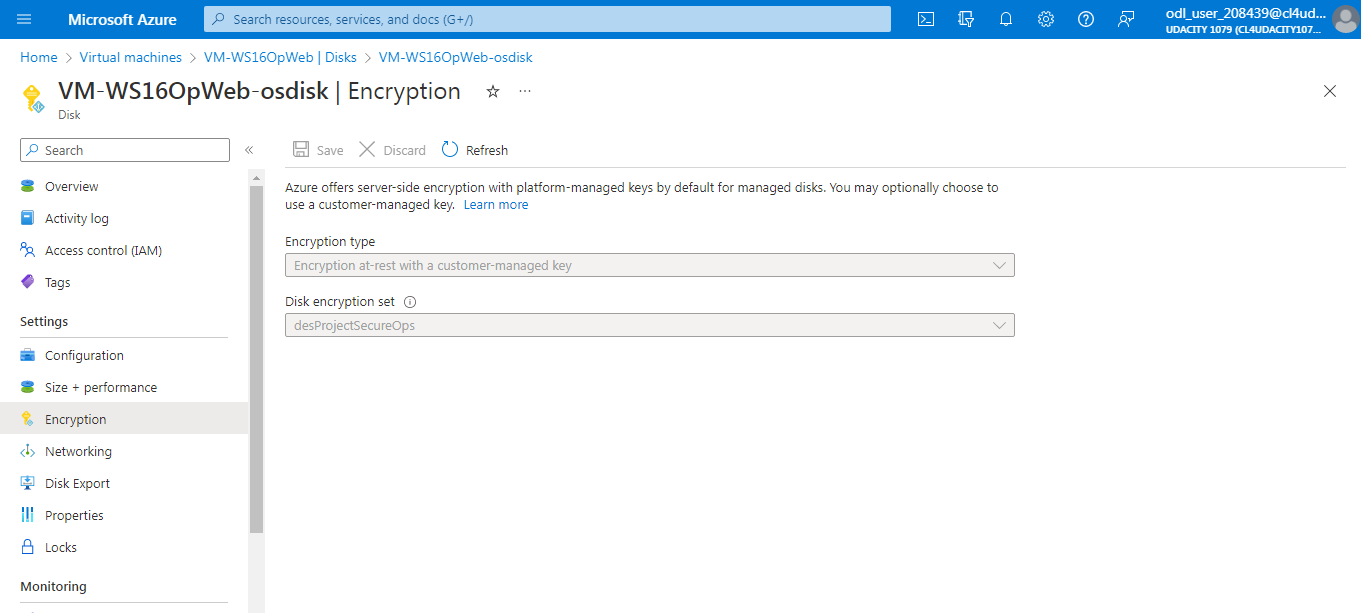 Microsoft Azure
Search resources, services, and docs (G+/)
odl_user_208439@cl4ud...
UDACITY 1079 (CL4UDACITY107...
Home > Virtual machines > VM-WS16OpWeb | Disks > VM-WS16OpWeb-osdisk
VM-WS16OpWeb-osdisk | Encryption
Disk
Search
Overview
Activity log
Access control (IAM)
Tags
Settings
Configuration
Size + performance
Encryption
Networking
Disk Export
Properties
Locks
Monitoring
Save Discard Refresh
Azure offers server-side encryption with platform-managed keys by default for managed disks. You may optionally choose to
use a customer-managed key. Learn more
Encryption type
Encryption at-rest with a customer-managed key
Disk encryption set
desProjectSecureOps